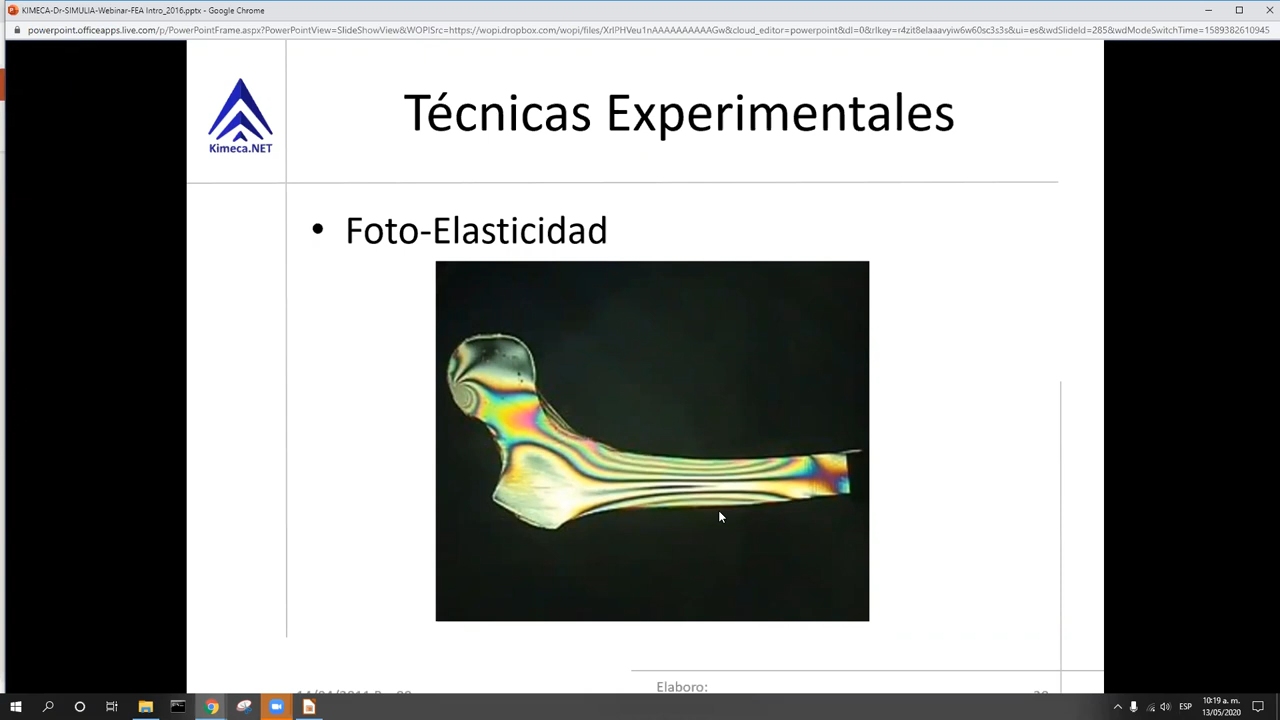 KIMECA-Dr-SIMULIA-Webinar-FEA Intro_2016.pptx - Google Chrome
Técnicas Experimentales
Kimeca.NET
• Foto-Elasticidad
Elaboro:
ESP
10:19 a. m.
13/05/2020